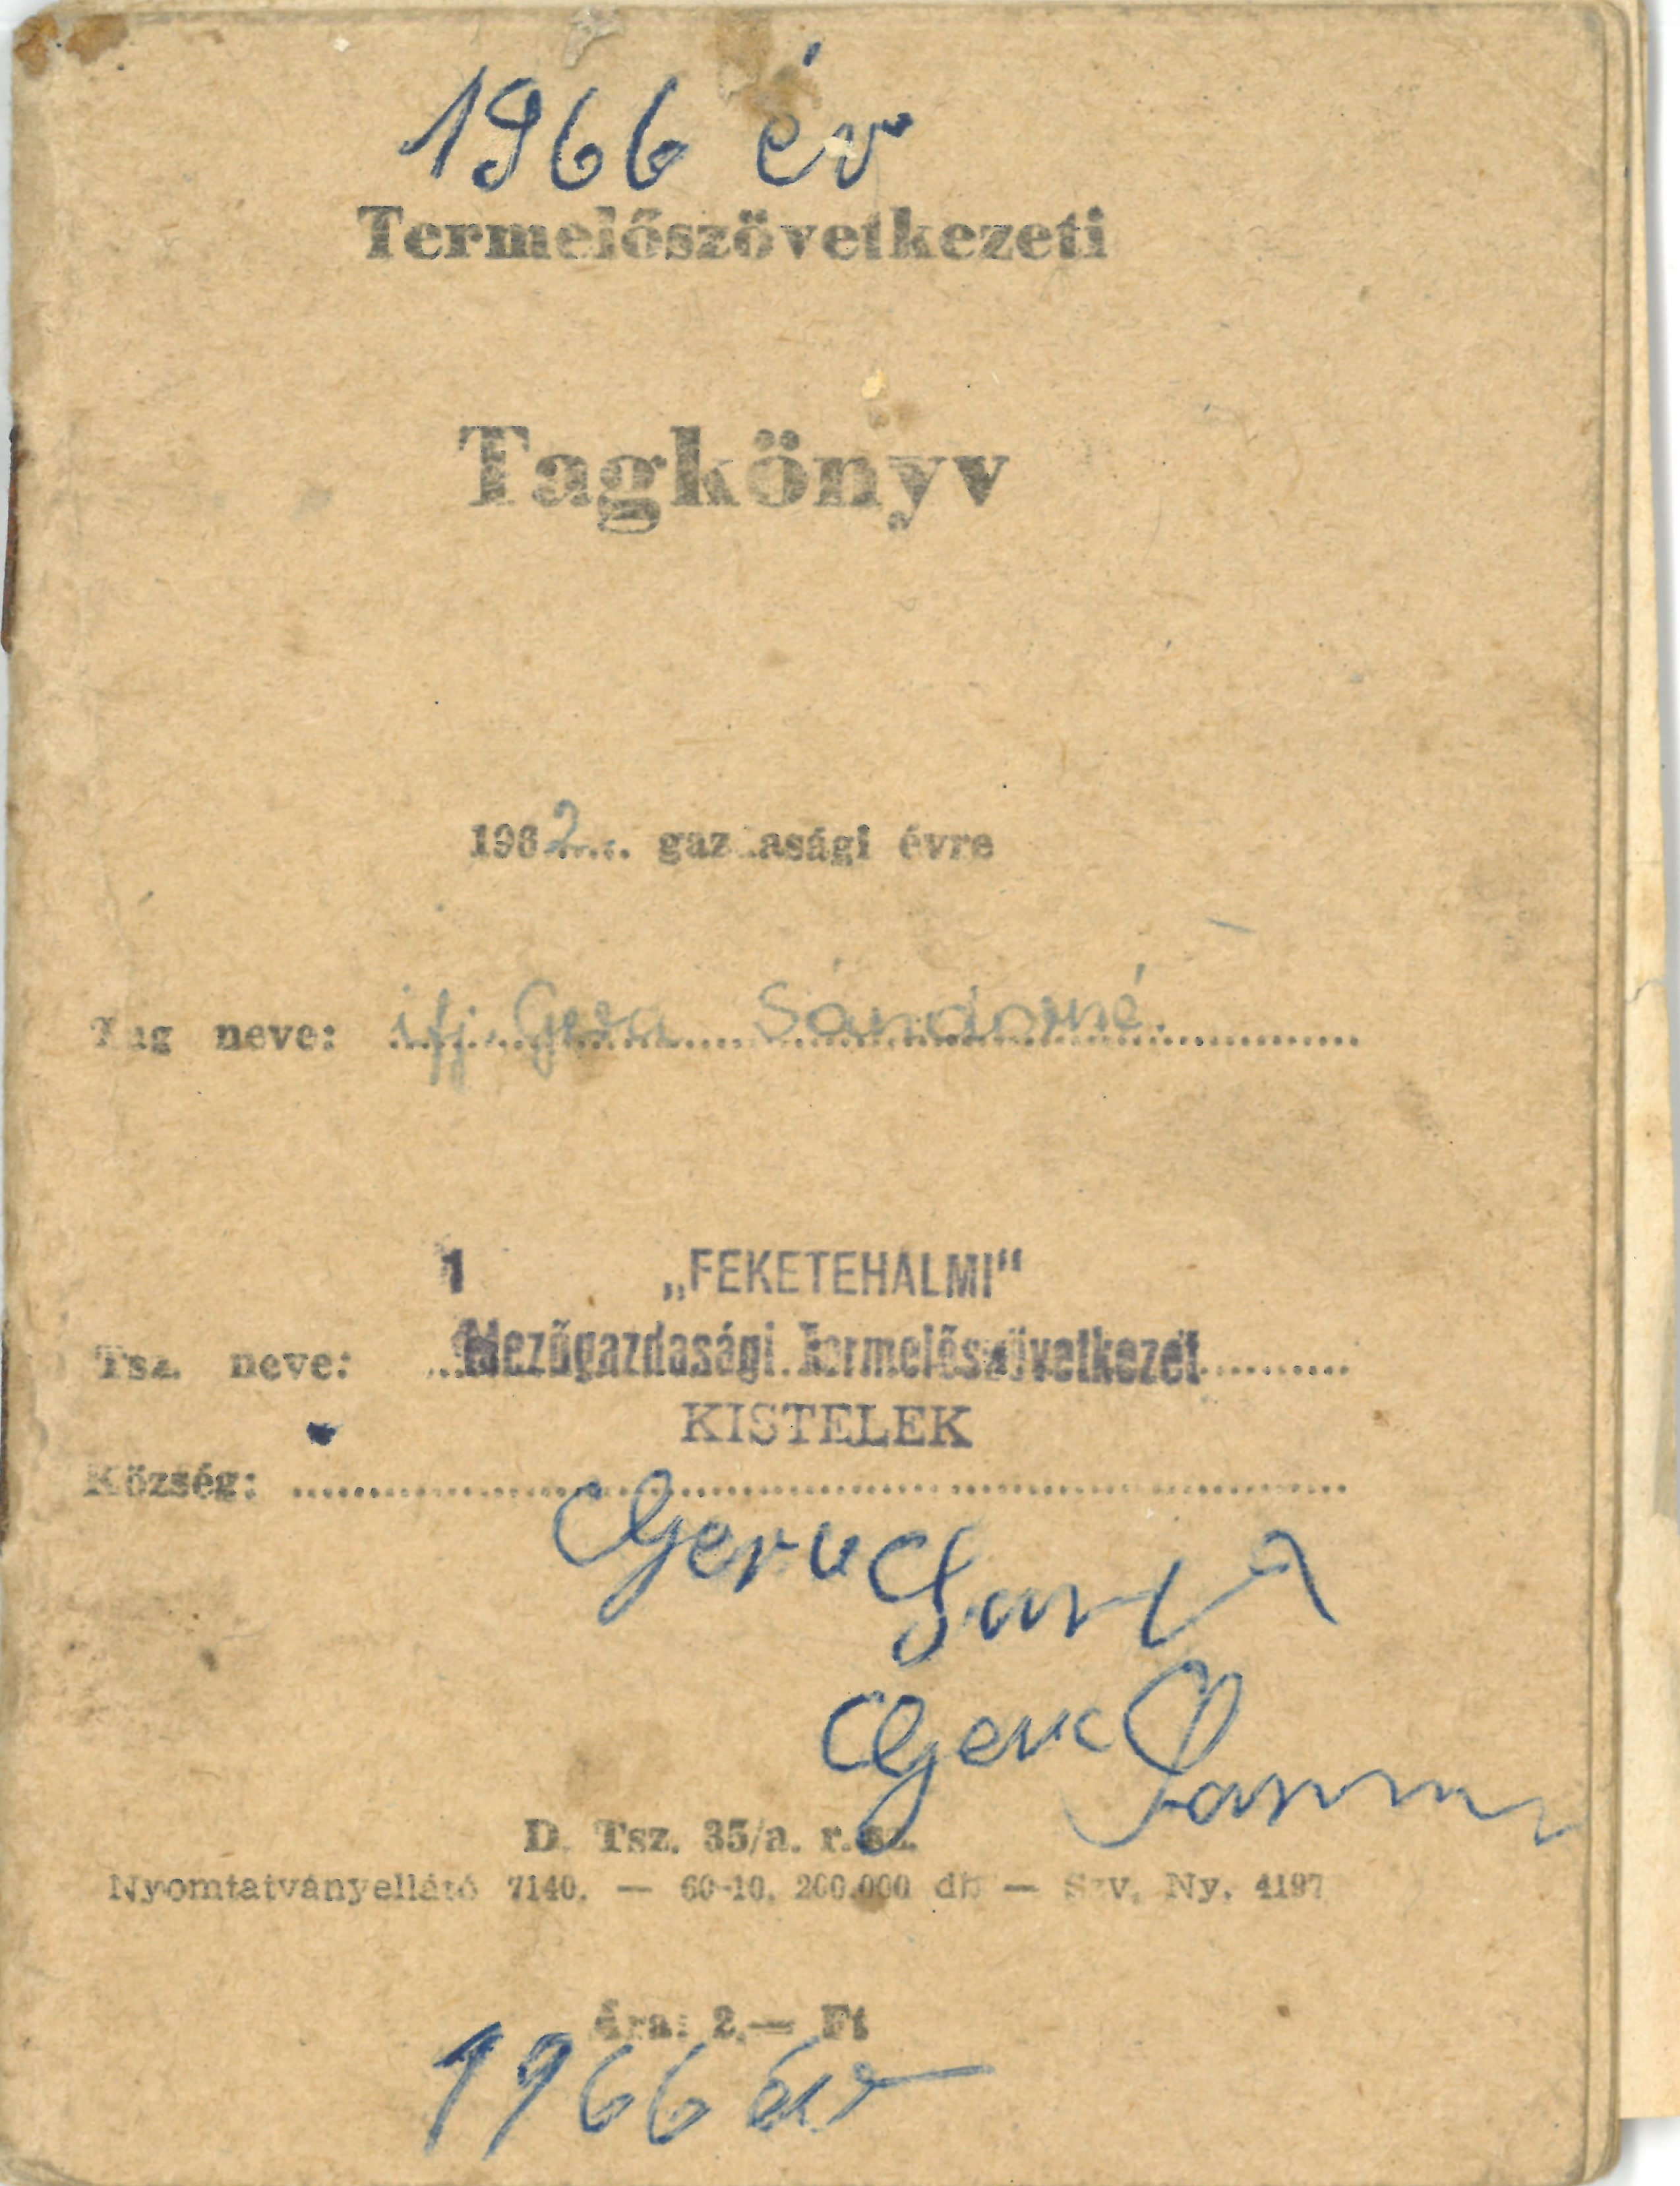 1966 év
Termelőszövetkezeti
Tagkönyv
1962.... gazdasági évre
Tag neve: ifj. Gera Sándorné.
1 „FEKETEHALMI“
Tsz. neve: Mezőgazdasági Termelőszövetkezet
KISTELEK
Község:
Gera
Gera
D. Tsz. 35/a. r. sz.
Nyomtatványellátó 7140. — 60-10. 200.000 db — Szv. Ny. 4197
Ára: 2,— Ft
1966 év